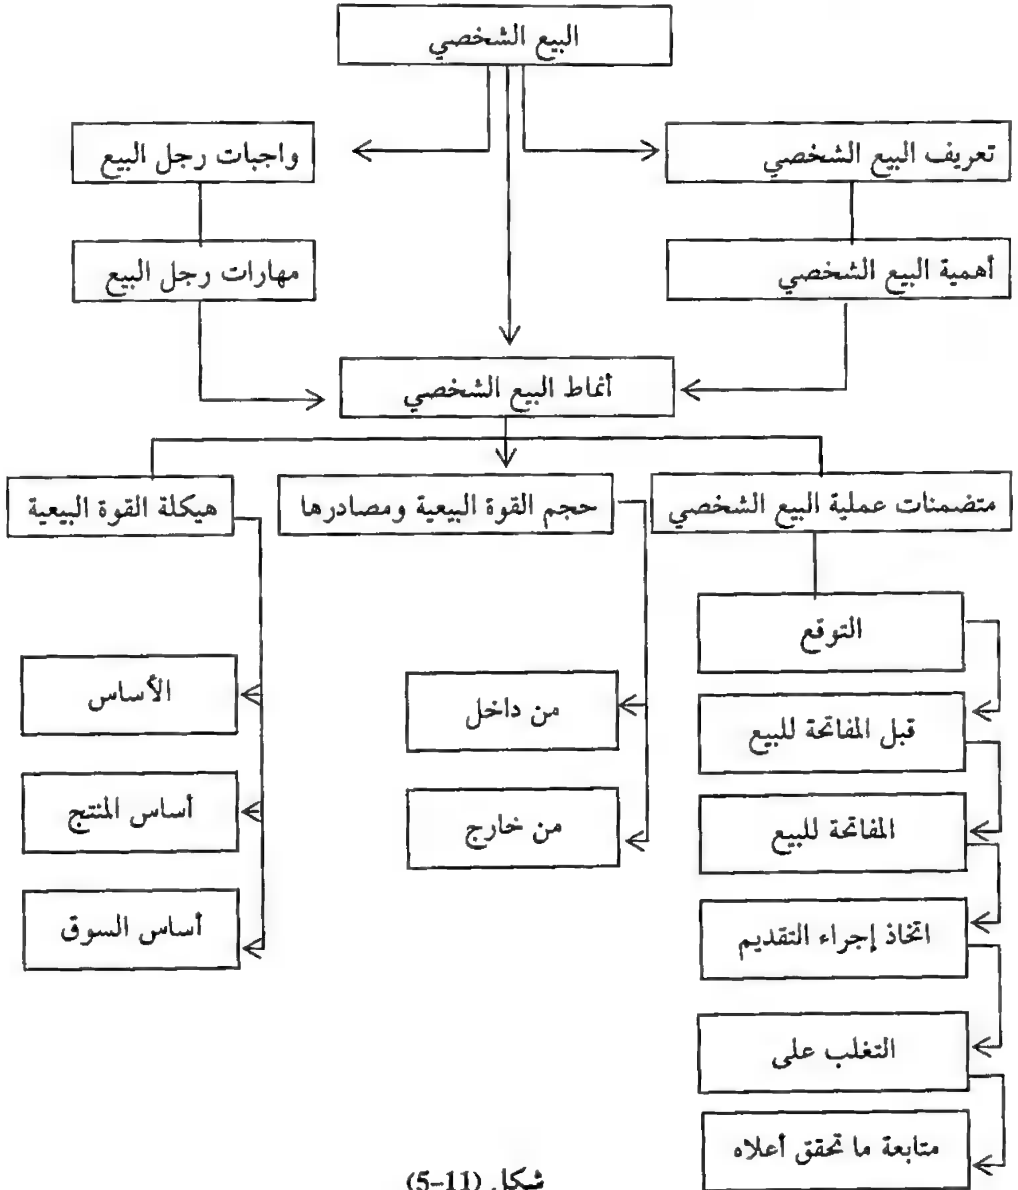 البيع الشخصي
تعريف البيع الشخصي
واجبات رجل البيع
أهمية البيع الشخصي
مهارات رجل البيع
أنماط البيع الشخصي
متضمنات عملية البيع الشخصي
حجم القوة البيعية ومصادرها
هيكلة القوة البيعية
التوقع
قبل المفاتحة للبيع
المفاتحة للبيع
اتخاذ إجراء التقديم
التغلب على
متابعة ما تحقق أعلاه
من داخل
من خارج
الأساس
أساس المنتج
أساس السوق
شكل (5-11)